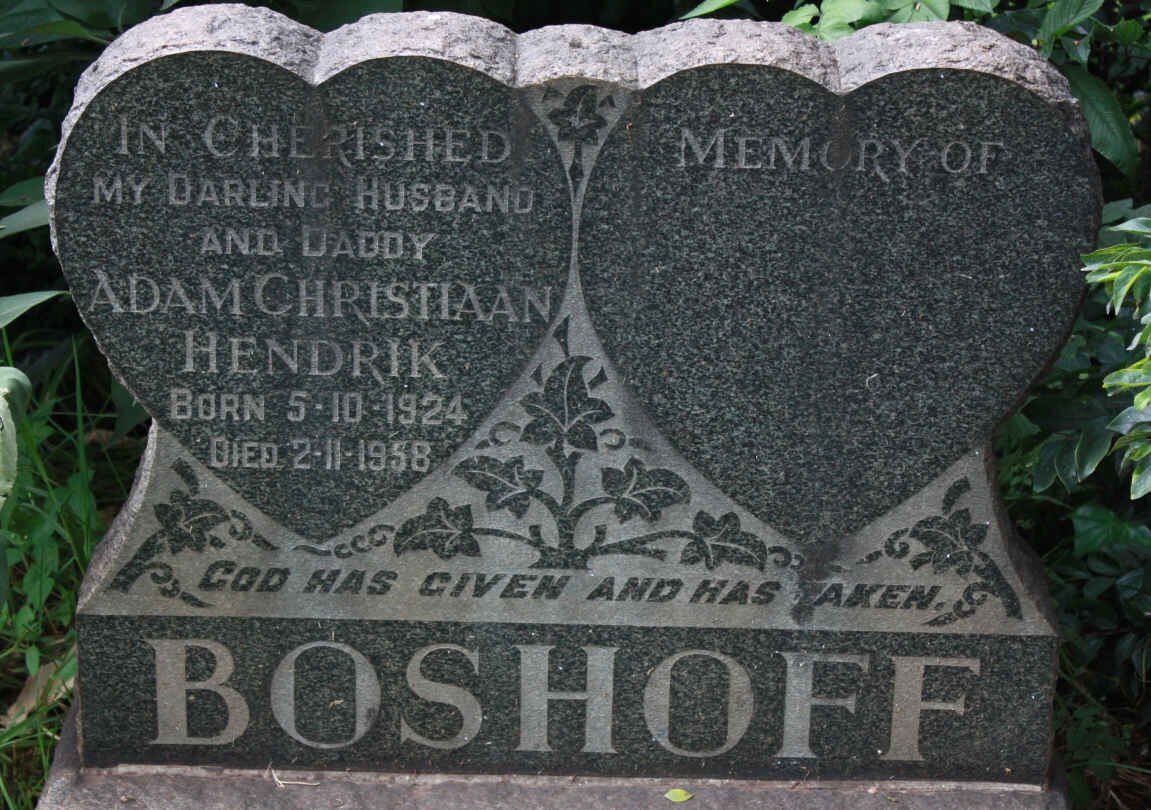 IN CHERISHED MEMORY OF
MY DARLING HUSBAND
AND DADDY
ADAM CHRISTIAAN
HENDRIK
BORN 5-10-1924
DIED 2-11-1958
GOD HAS GIVEN AND HAS TAKEN.
BOSHOFF